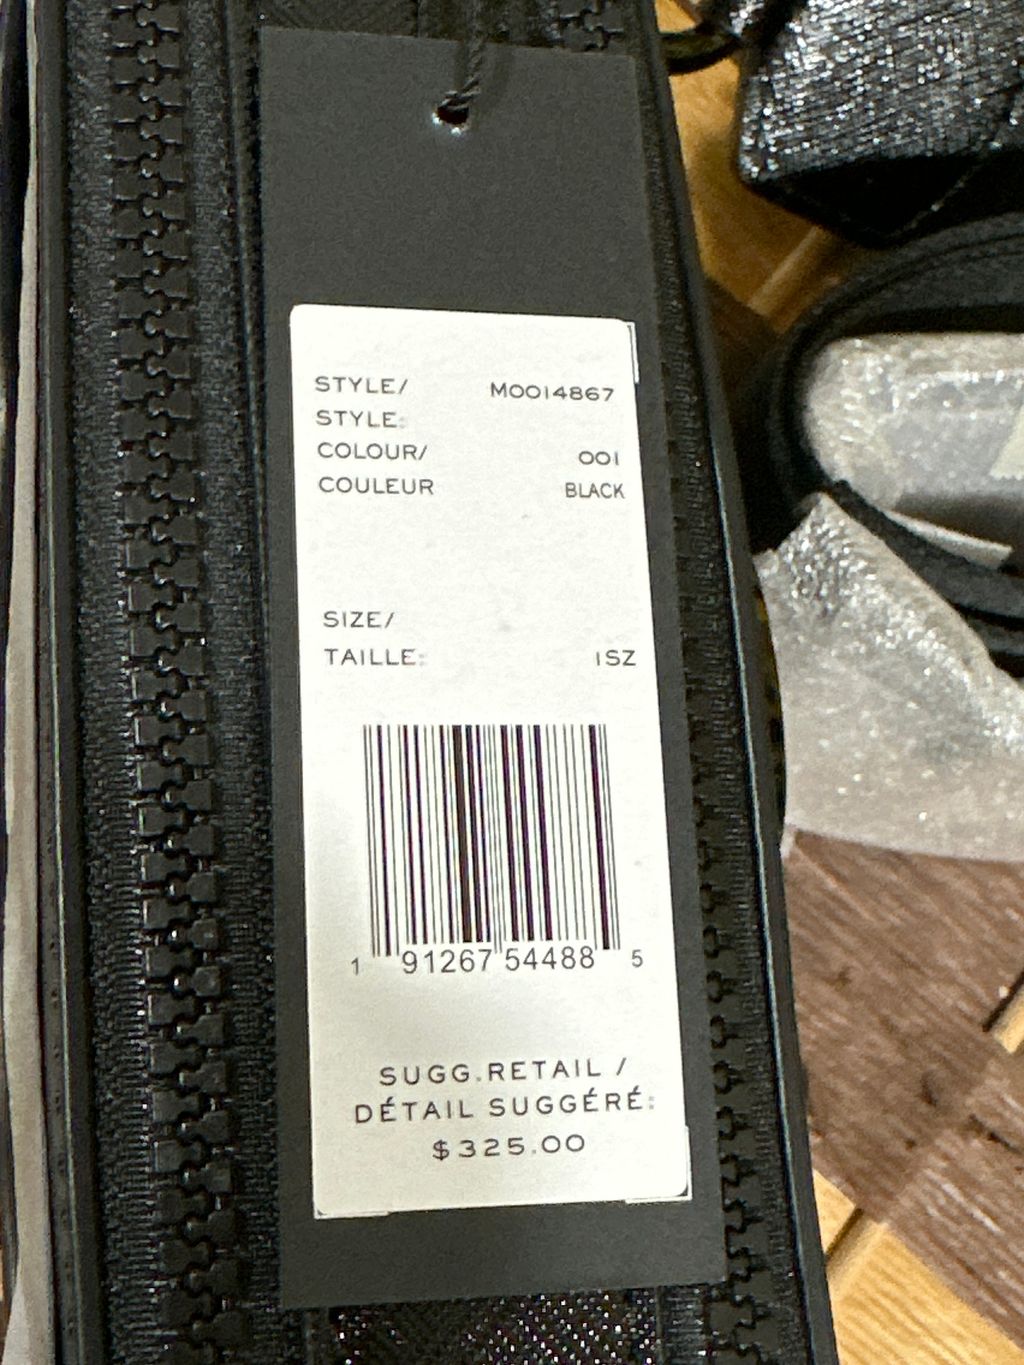 STYLE/ M0014867
STYLE:
COLOUR/ 001
COULEUR BLACK
SIZE/
TAILLE: 1SZ
1 91267 54488 5
SUGG.RETAIL /
DÉTAIL SUGGÉRÉ:
$325.00